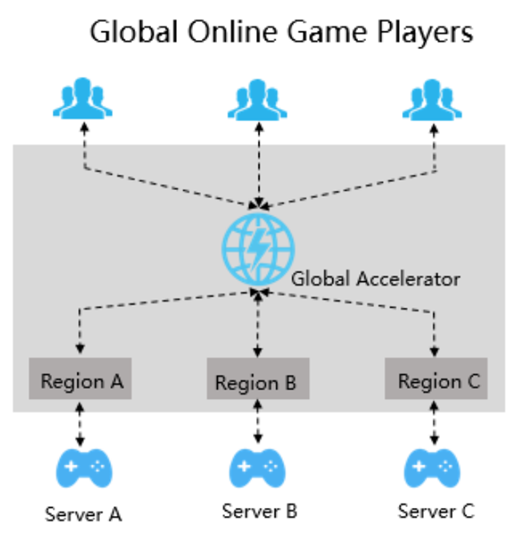 Global Online Game Players
Global Accelerator
Region A
Region B
Region C
Server A
Server B
Server C